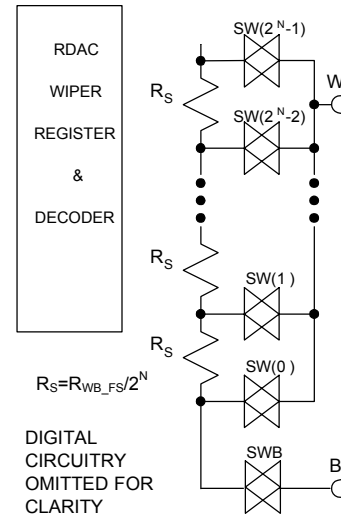 RDAC
WIPER
REGISTER
&
DECODER
SW(2^N-1)
W
R_S
SW(2^N-2)
R_S
SW(1)
R_S
SW(0)
R_S=R_WB_FS/2^N
SWB
B
DIGITAL
CIRCUITRY
OMITTED FOR
CLARITY